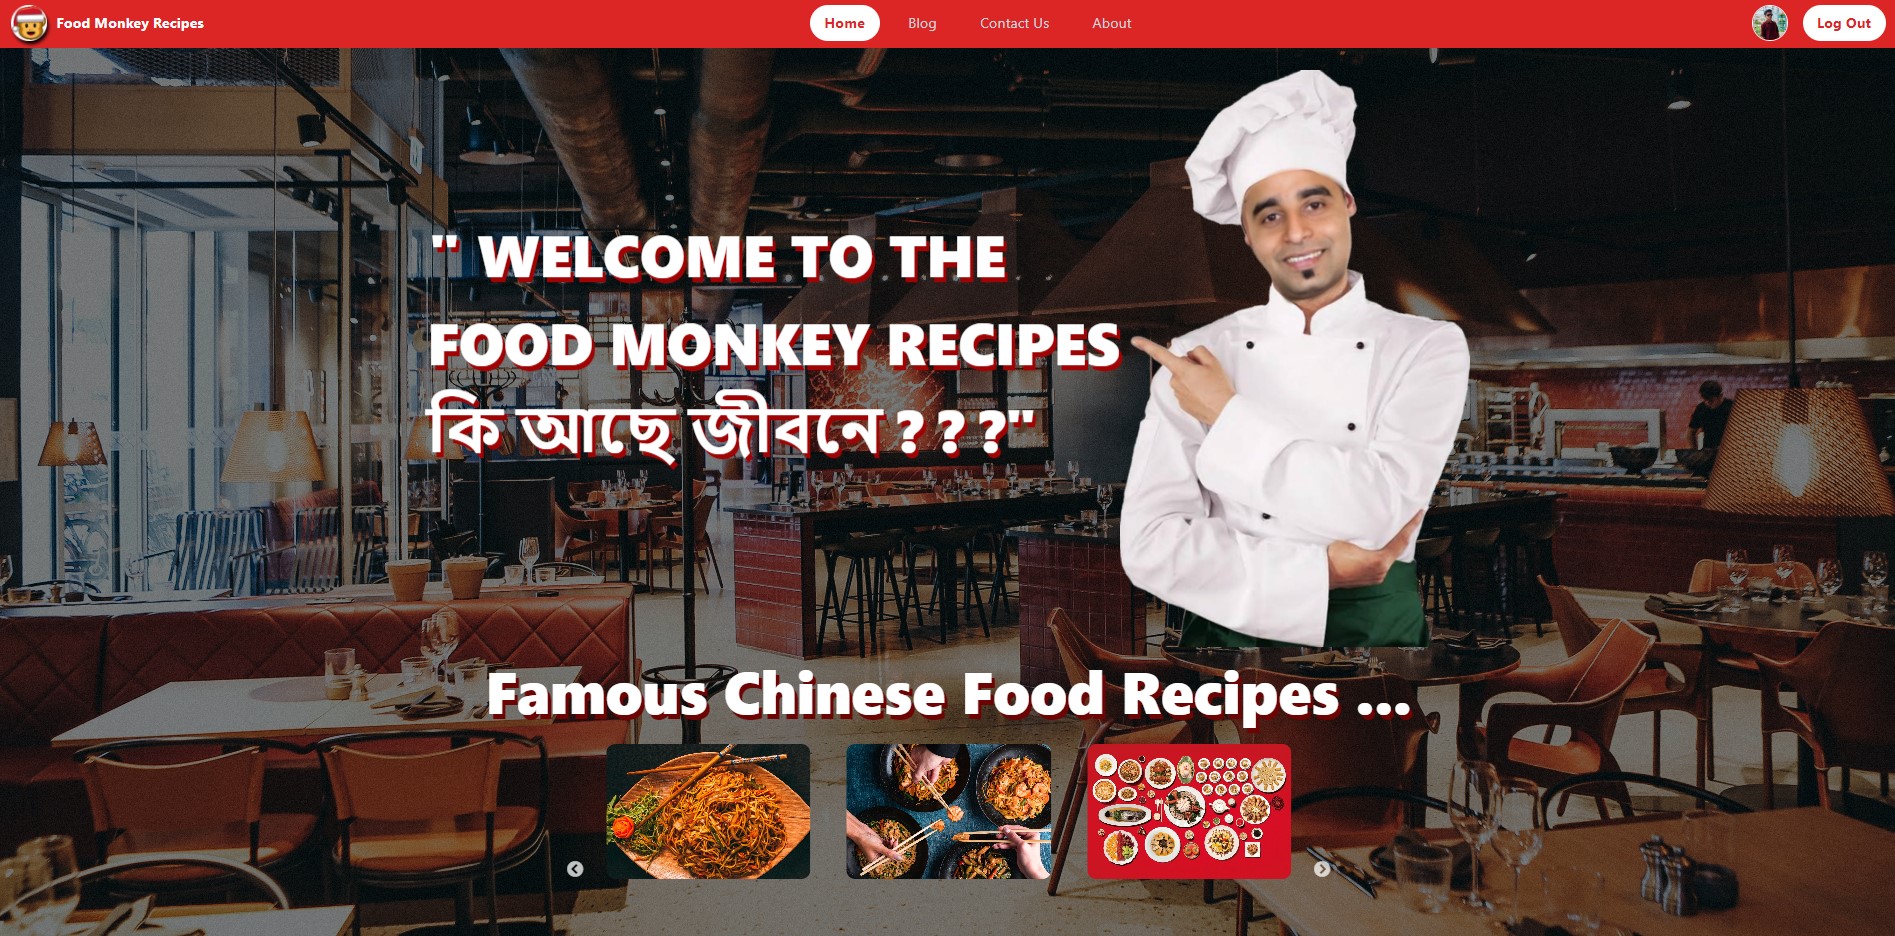 Food Monkey Recipes
Home
Blog
Contact Us
About
Log Out
" WELCOME TO THE
FOOD MONKEY RECIPES
কি আছে জীবনে ? ? ?"
Famous Chinese Food Recipes ...